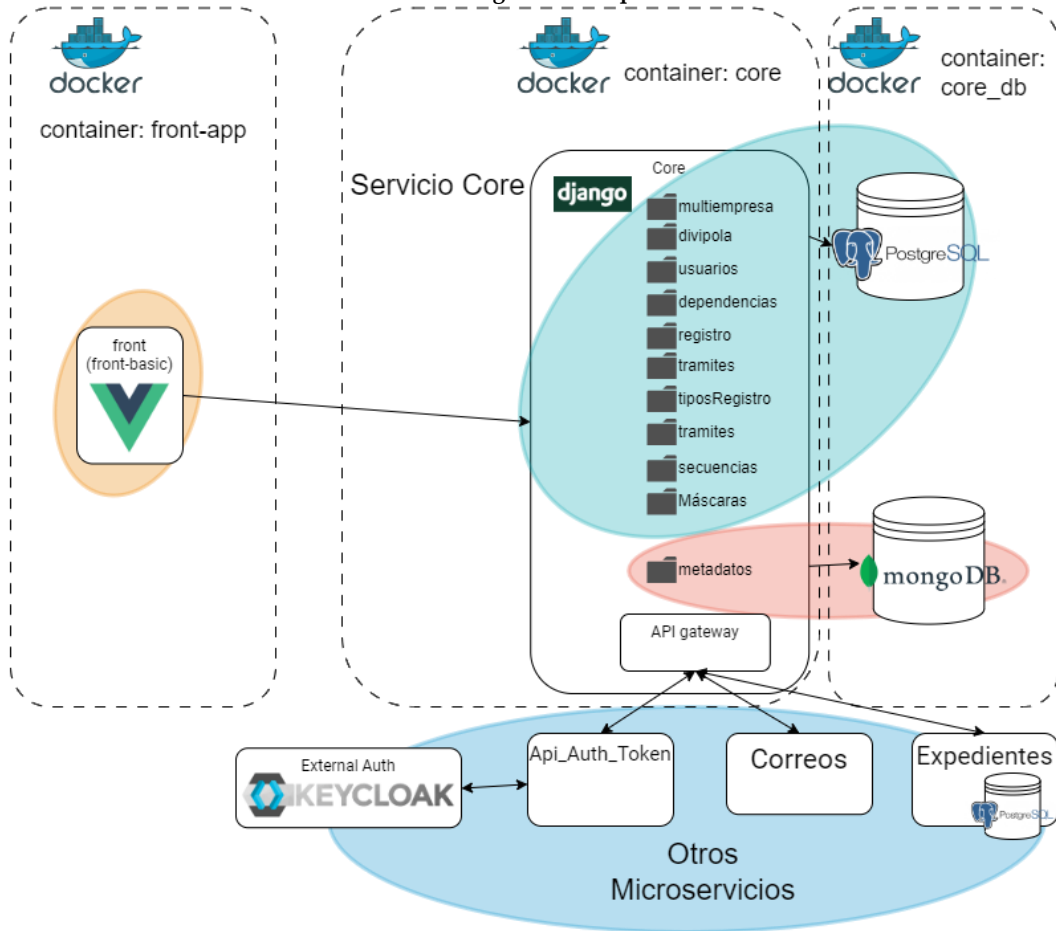 docker
container: front-app
docker
container: core
docker
container:
core_db
Servicio Core
django
Core
multiempresa
divipola
usuarios
dependencias
registro
tramites
tiposRegistro
tramites
secuencias
Máscaras
metadatos
API gateway
PostgreSQL
mongoDB.
front
(front-basic)
External Auth
KEYCLOAK
Api_Auth_Token
Correos
Expedientes
PostgreSQL
Otros
Microservicios